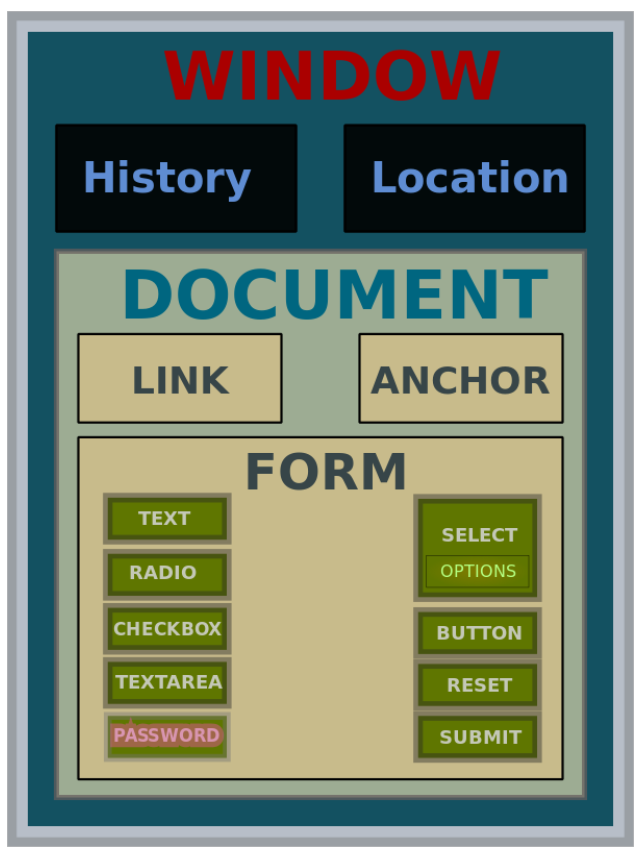 WINDOW
History
Location
DOCUMENT
LINK
ANCHOR
FORM
TEXT
RADIO
CHECKBOX
TEXTAREA
PASSWORD
SELECT
OPTIONS
BUTTON
RESET
SUBMIT